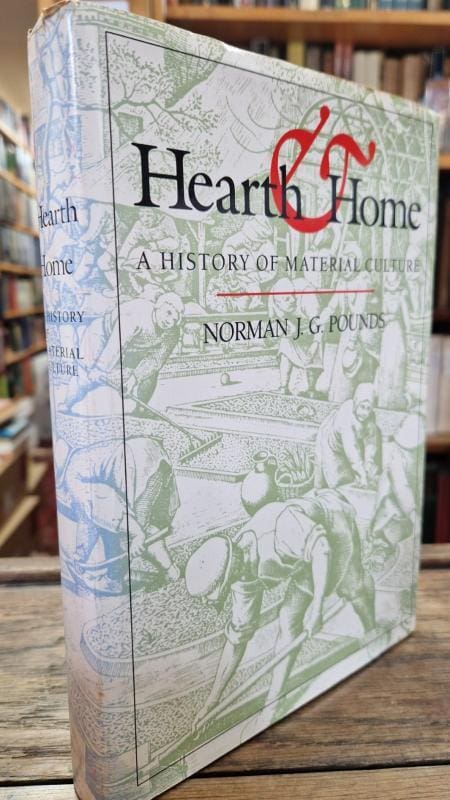 Hearth & Home
A HISTORY OF MATERIAL CULTURE
NORMAN J. G. POUNDS
Hearth
Home
HISTORY
MATERIAL
CULTURE